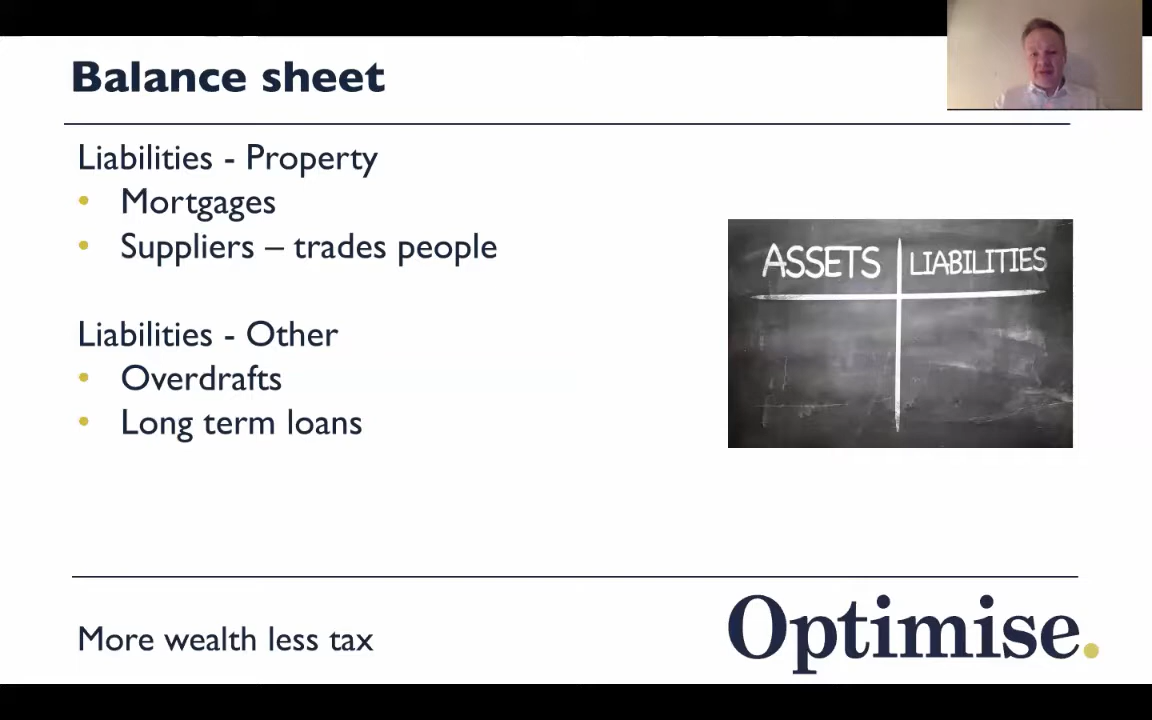 Balance sheet
Liabilities - Property
• Mortgages
• Suppliers – trades people
Liabilities - Other
• Overdrafts
• Long term loans
ASSETS LIABILITIES
More wealth less tax
Optimise.